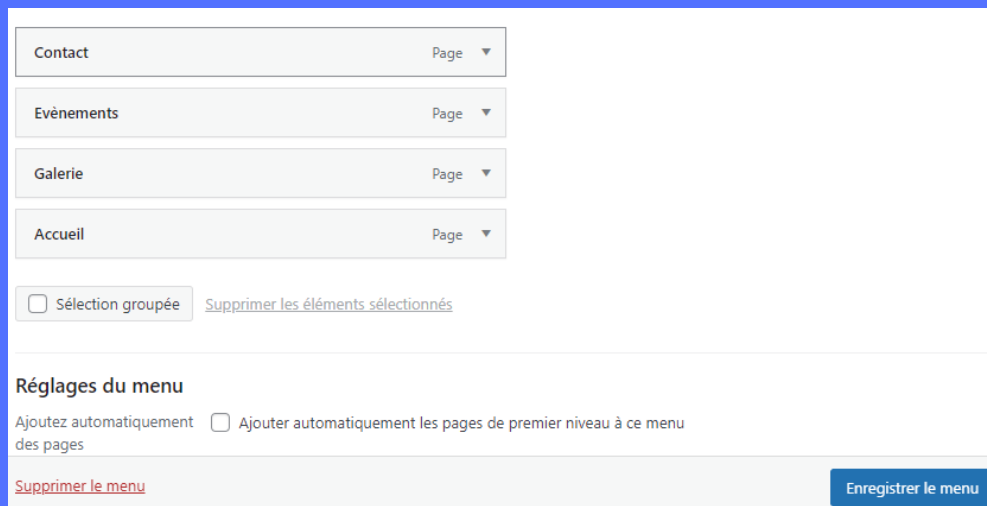 Contact Page
Evènements Page
Galerie Page
Accueil Page
Sélection groupée Supprimer les éléments sélectionnés
Réglages du menu
Ajoutez automatiquement des pages
Ajouter automatiquement les pages de premier niveau à ce menu
Supprimer le menu Enregistrer le menu